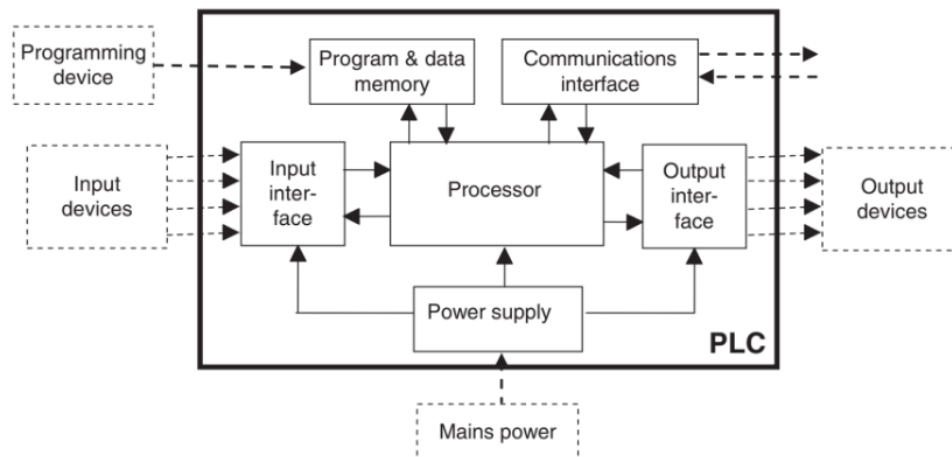 Programming
device
Program & data
memory
Communications
interface
Input
devices
Input
inter-
face
Processor
Output
inter-
face
Output
devices
Power supply
PLC
Mains power